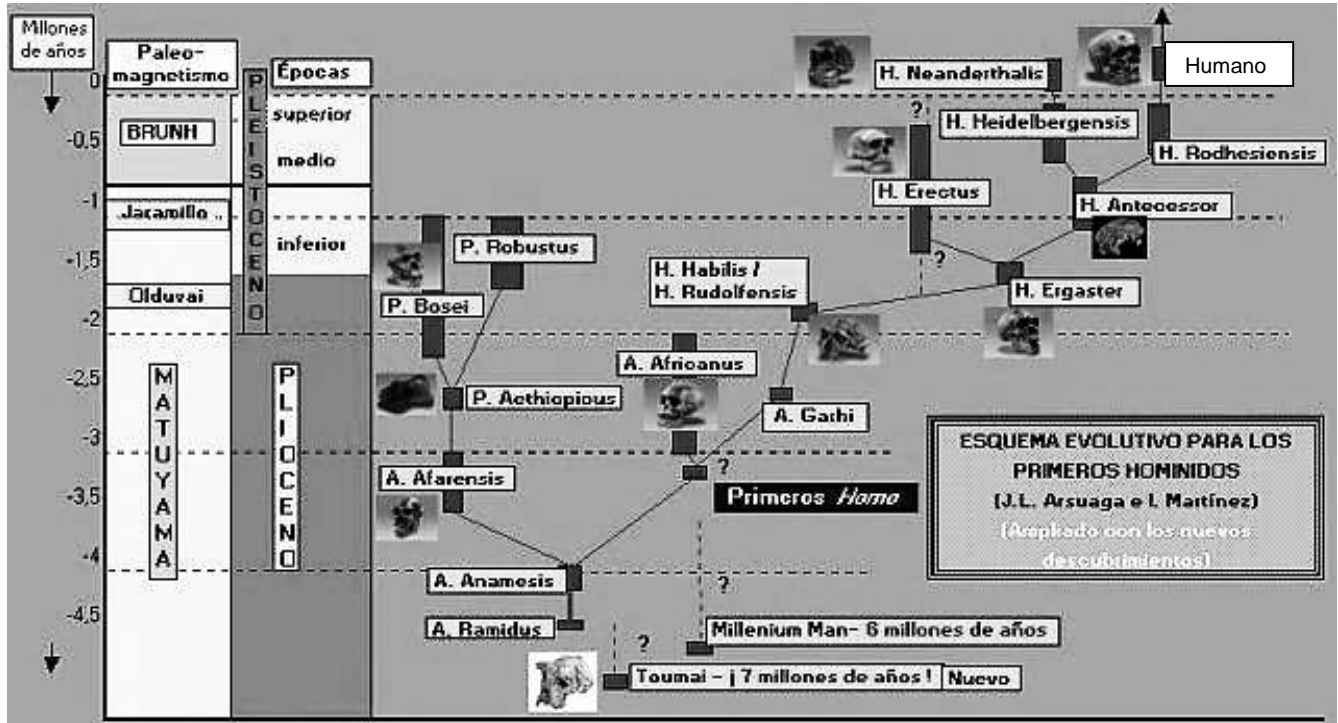 Millones
de años
Paleo-
magnetismo
Épocas
0
-0,5
-1
-1,5
-2
-2,5
-3
-3,5
-4
-4,5
BRUNH
Jaramillo ..
Olduvai
MATUYAMA
PLEISTOCENO
PLIOCENO
superior
medio
inferior
H. Neanderthalis
Humano
?
H. Heidelbergensis
H. Rodhesiensis
H. Erectus
H. Antecessor
?
P. Robustus
P. Bosei
H. Habilis /
H. Rudolfensis
H. Ergaster
A. Africanus
P. Aethiopious
A. Garhi
A. Afarensis
?
Primeros Homo
A. Anamesis
?
A. Ramidus
?
Millenium Man- 6 millones de años
Toumai - ¡ 7 millones de años !
Nuevo
ESQUEMA EVOLUTIVO PARA LOS
PRIMEROS HOMINIDOS
(J.L. Arsuaga e I. Martínez)
(Ampliado con los nuevos
descubrimientos)